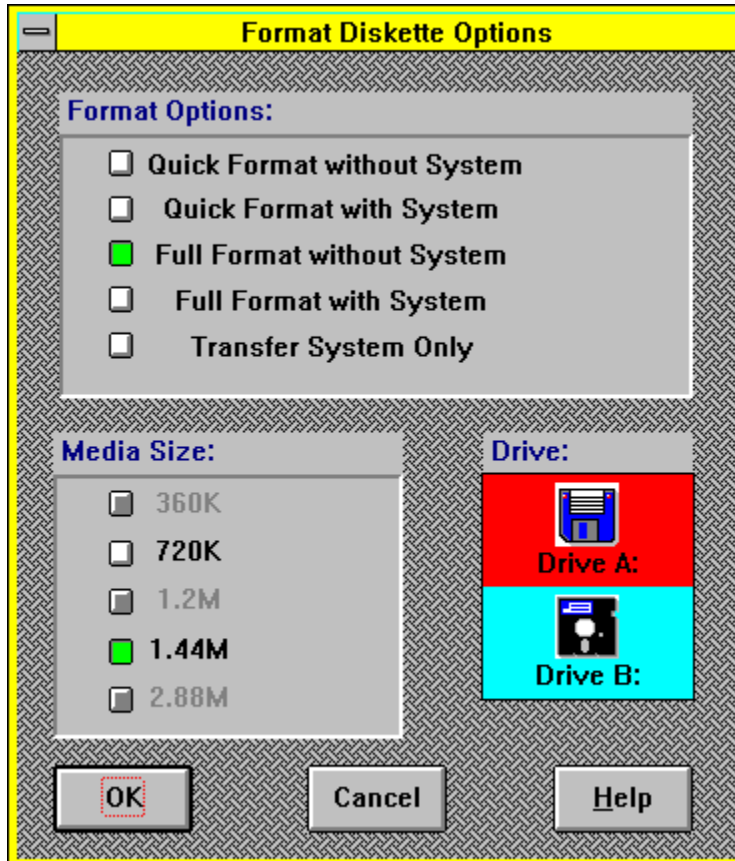 Format Diskette Options
Format Options:
Quick Format without System
Quick Format with System
Full Format without System
Full Format with System
Transfer System Only
Media Size:
360K
720K
1.2M
1.44M
2.88M
Drive:
Drive A:
Drive B:
OK
Cancel
Help